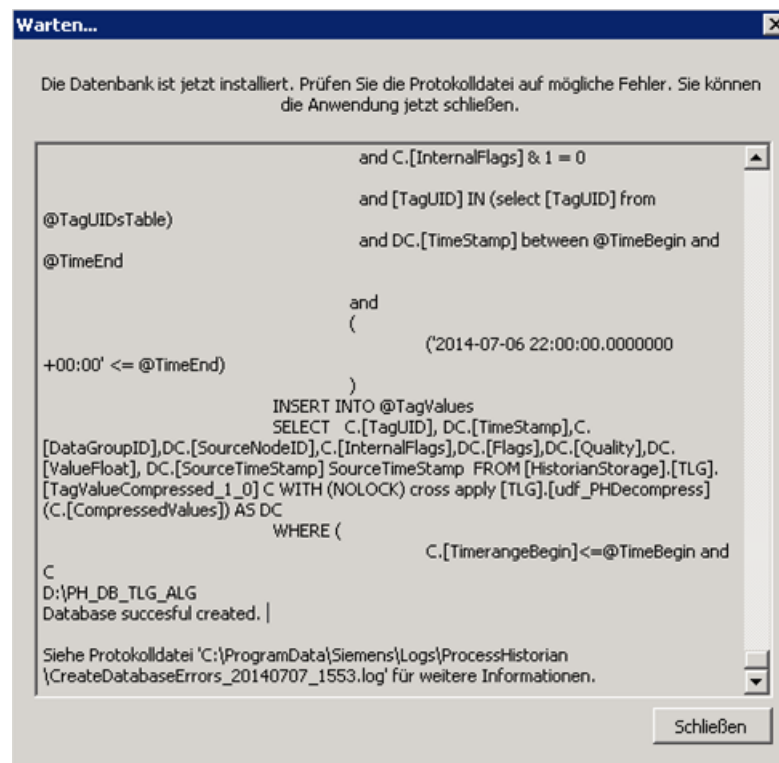 Warten...
Die Datenbank ist jetzt installiert. Prüfen Sie die Protokolldatei auf mögliche Fehler. Sie können
die Anwendung jetzt schließen.
and C.[InternalFlags] & 1 = 0
and [TagUID] IN (select [TagUID] from
@TagUIDsTable)
and DC.[TimeStamp] between @TimeBegin and
@TimeEnd
and
(
('2014-07-06 22:00:00.0000000
+00:00' <= @TimeEnd)
)
INSERT INTO @TagValues
SELECT C.[TagUID], DC.[TimeStamp],C.
[DataGroupID],DC.[SourceNodeID],C.[InternalFlags],DC.[Flags],DC.[Quality],DC.
[ValueFloat], DC.[SourceTimeStamp] SourceTimeStamp FROM [HistorianStorage].[TLG].
[TagValueCompressed_1_0] C WITH (NOLOCK) cross apply [TLG].[udf_PHDecompress]
(C.[CompressedValues]) AS DC
WHERE (
C.[TimerangeBegin]<=@TimeBegin and
C
D:\PH_DB_TLG_ALG
Database succesful created.
Siehe Protokolldatei 'C:\ProgramData\Siemens\Logs\ProcessHistorian
\CreateDatabaseErrors_20140707_1553.log' für weitere Informationen.
Schließen